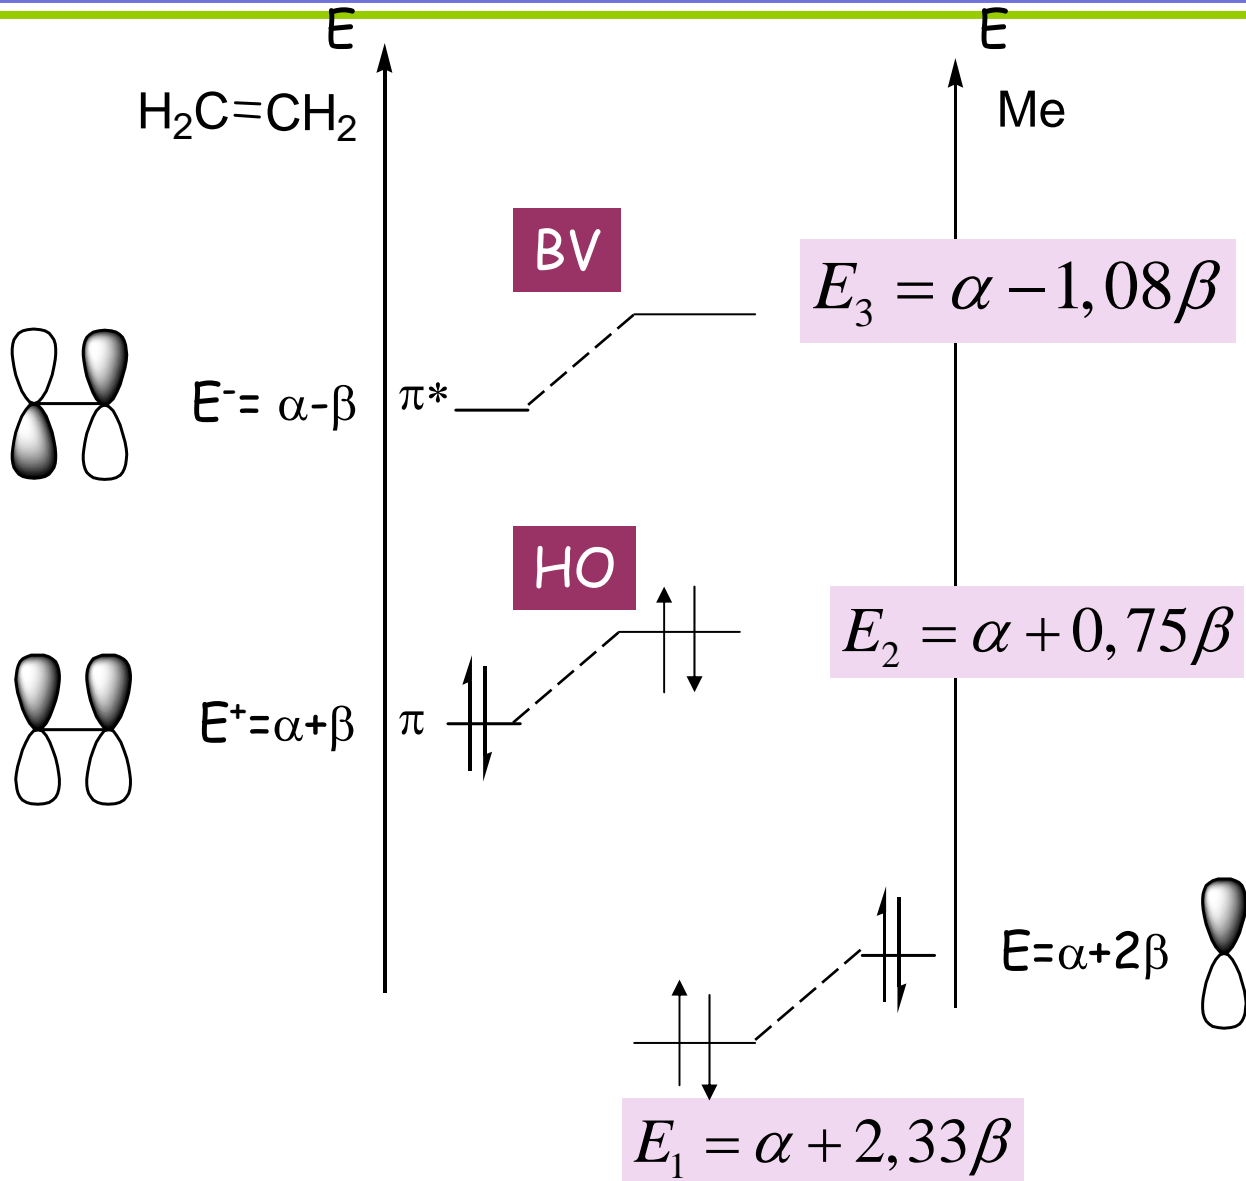 E
E
H₂C=CH₂
Me
BV
E₃ = α − 1,08β
E⁻= α-β
π*
HO
E₂ = α + 0,75β
E⁺=α+β
π
E=α+2β
E₁ = α + 2,33β